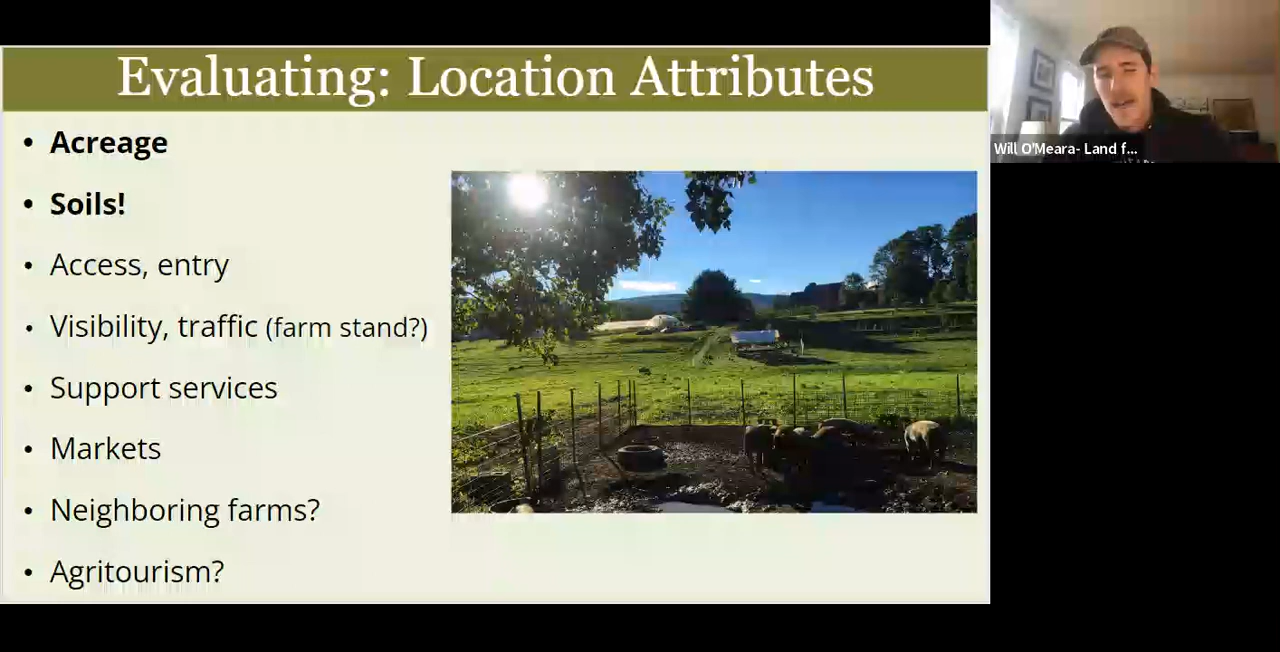 Evaluating: Location Attributes
• Acreage
• Soils!
• Access, entry
• Visibility, traffic (farm stand?)
• Support services
• Markets
• Neighboring farms?
• Agritourism?
Will O'Meara- Land f...